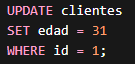 UPDATE clientes
SET edad = 31
WHERE id = 1;